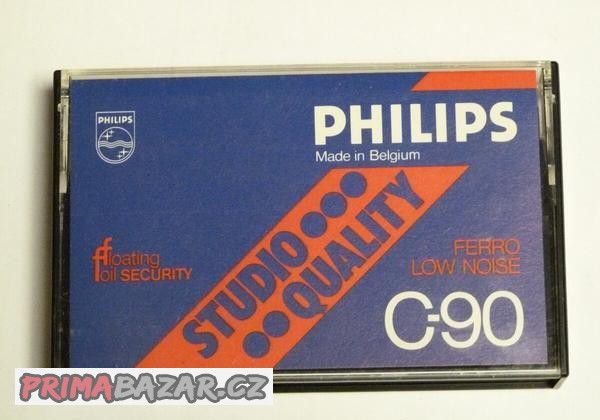 PHILIPS
PHILIPS
Made in Belgium
floating
foil SECURITY
STUDIO
QUALITY
FERRO
LOW NOISE
C-90
PRIMABAZAR.CZ